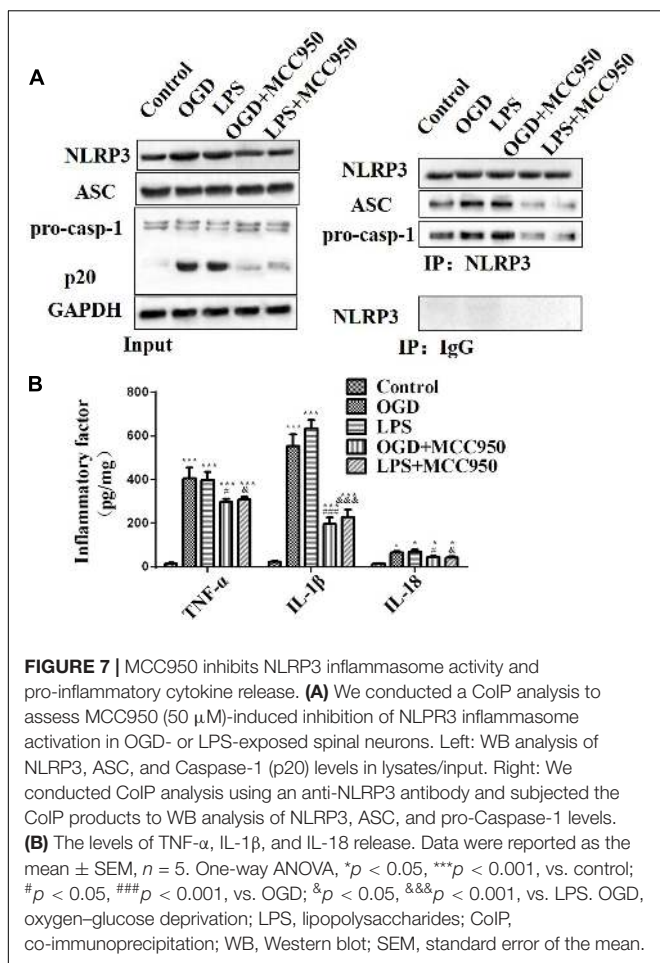 A
Control
OGD
LPS
OGD+MCC950
LPS+MCC950
NLRP3
ASC
pro-casp-1
p20
GAPDH
Input
Control
OGD
LPS
OGD+MCC950
LPS+MCC950
NLRP3
ASC
pro-casp-1
IP: NLRP3
NLRP3
IP: IgG
B
Inflammatory factor
(pg/mg)
800
600
400
200
0
Control
OGD
LPS
OGD+MCC950
LPS+MCC950
*** *** *** # *** &
*** *** *** ### *** &&&
* * * # * &
TNF-α
IL-1β
IL-18
FIGURE 7 | MCC950 inhibits NLRP3 inflammasome activity and
pro-inflammatory cytokine release. (A) We conducted a CoIP analysis to
assess MCC950 (50 μM)-induced inhibition of NLPR3 inflammasome
activation in OGD- or LPS-exposed spinal neurons. Left: WB analysis of
NLRP3, ASC, and Caspase-1 (p20) levels in lysates/input. Right: We
conducted CoIP analysis using an anti-NLRP3 antibody and subjected the
CoIP products to WB analysis of NLRP3, ASC, and pro-Caspase-1 levels.
(B) The levels of TNF-α, IL-1β, and IL-18 release. Data were reported as the
mean ± SEM, n = 5. One-way ANOVA, *p < 0.05, ***p < 0.001, vs. control;
#p < 0.05, ###p < 0.001, vs. OGD; &p < 0.05, &&&p < 0.001, vs. LPS. OGD,
oxygen–glucose deprivation; LPS, lipopolysaccharides; CoIP,
co-immunoprecipitation; WB, Western blot; SEM, standard error of the mean.